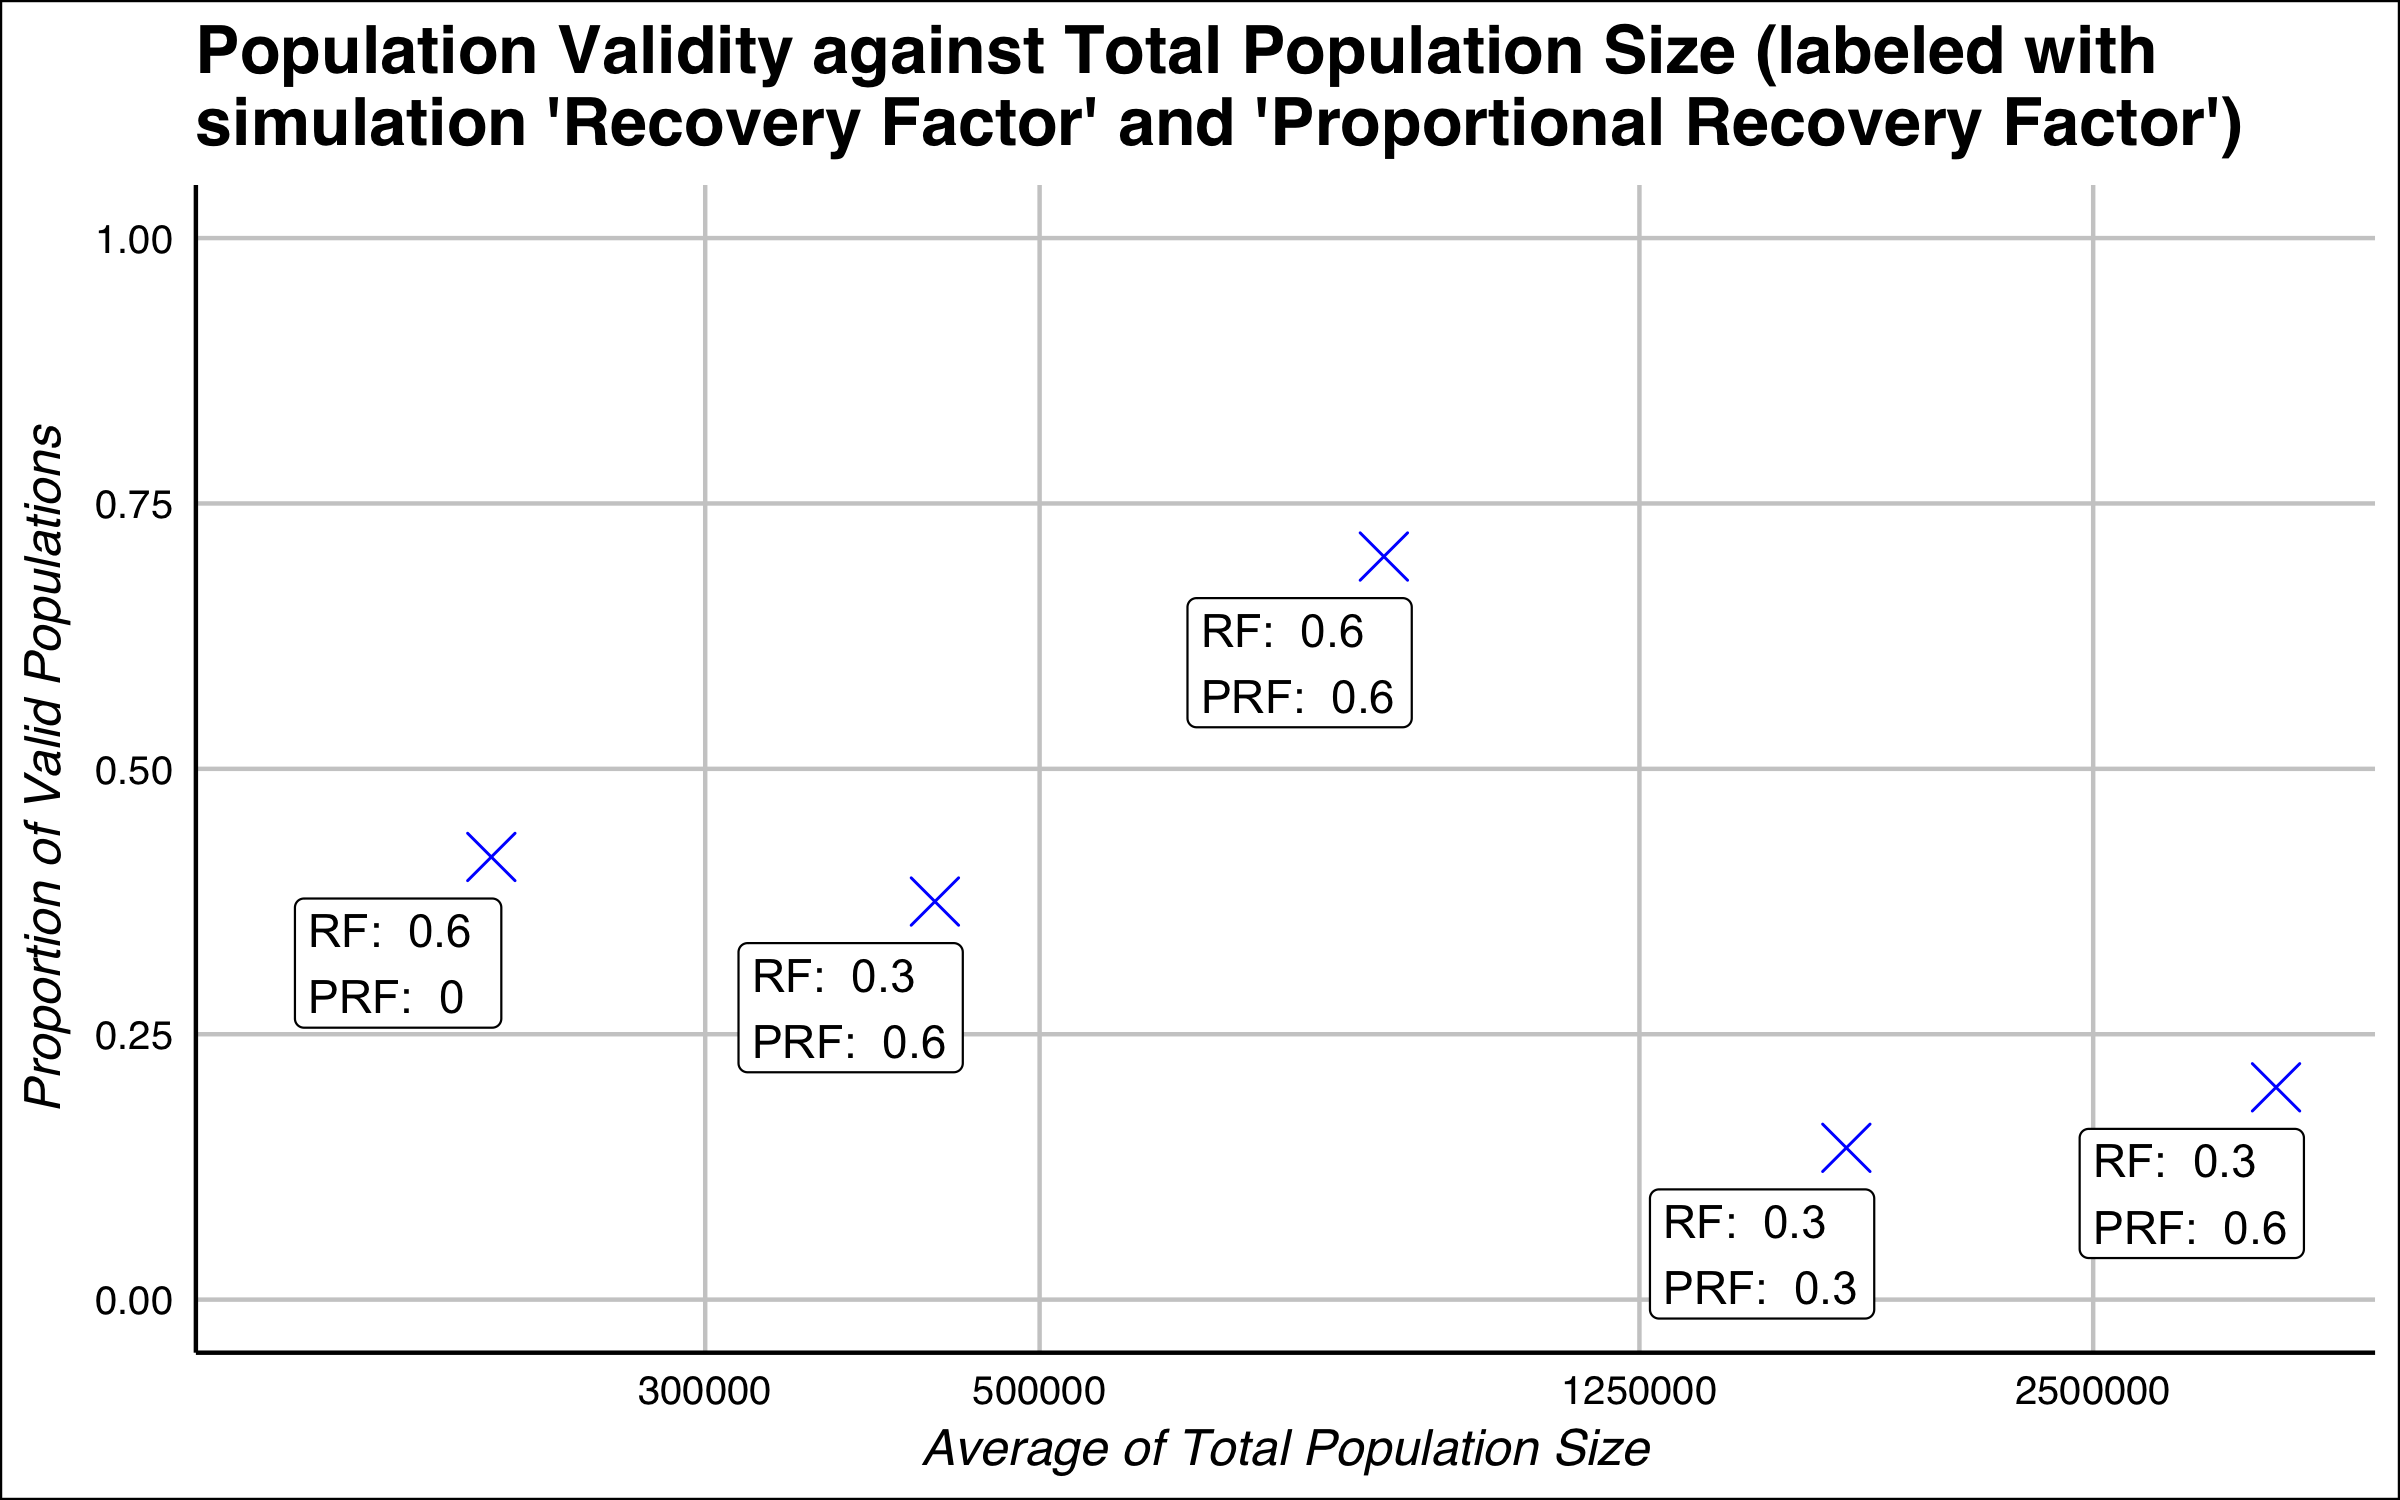 Population Validity against Total Population Size (labeled with
simulation 'Recovery Factor' and 'Proportional Recovery Factor')
Proportion of Valid Populations
1.00
0.75
0.50
0.25
0.00
RF:  0.6
PRF:  0.6
RF:  0.6
PRF:  0
RF:  0.3
PRF:  0.6
RF:  0.3
PRF:  0.6
RF:  0.3
PRF:  0.3
300000
500000
1250000
2500000
Average of Total Population Size